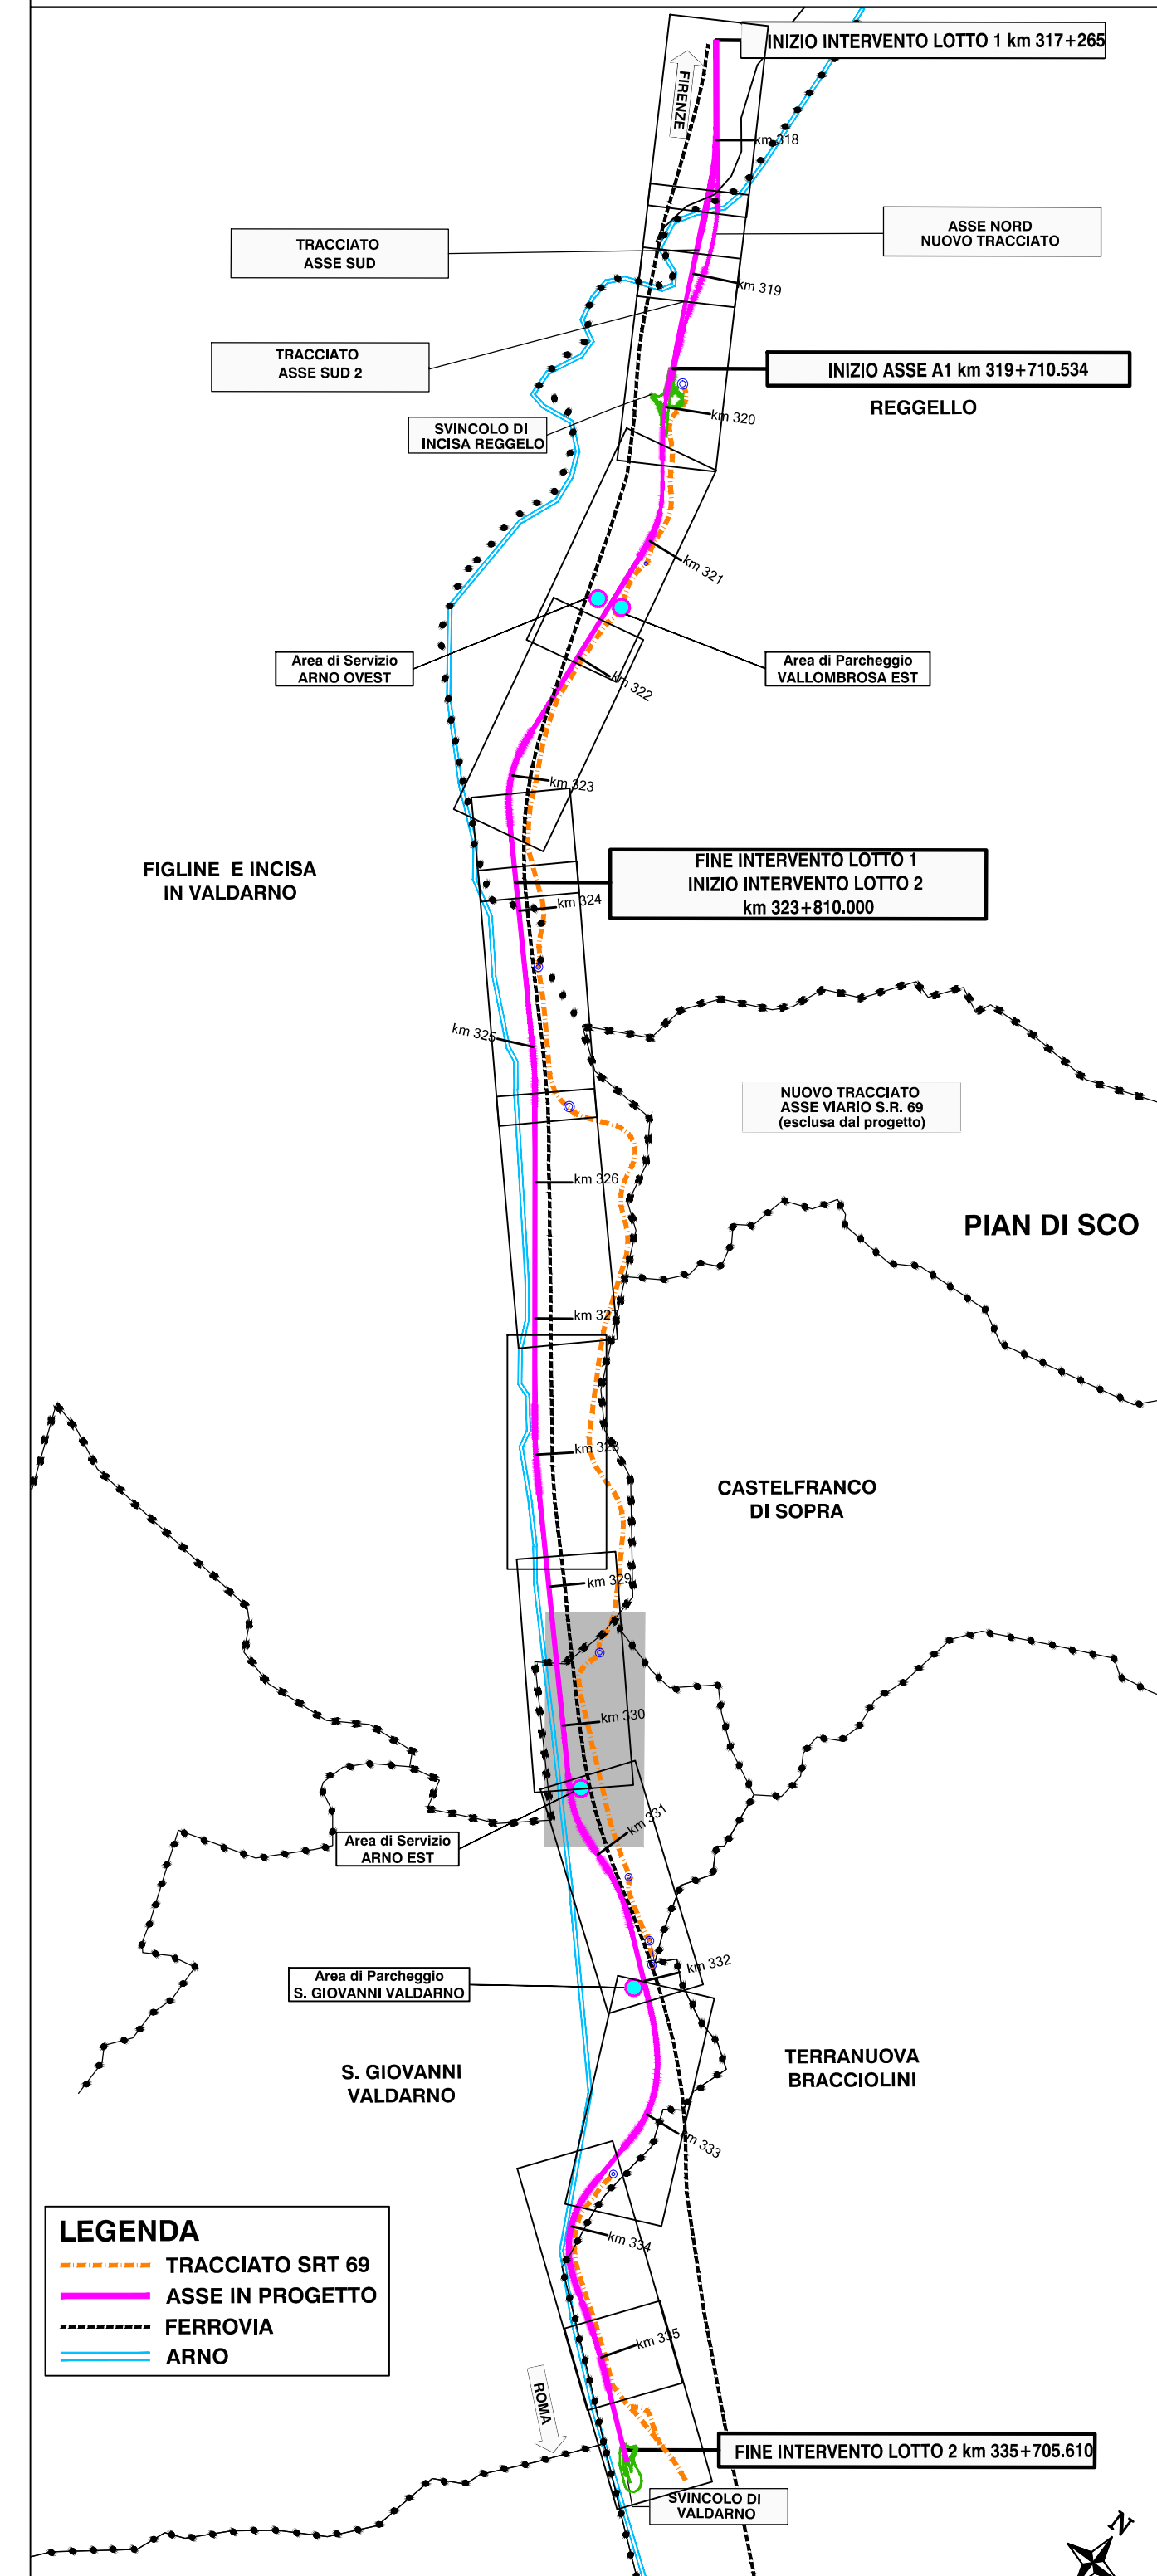 INIZIO INTERVENTO LOTTO 1 km 317+265
FIRENZE
km 318
ASSE NORD
NUOVO TRACCIATO
TRACCIATO
ASSE SUD
km 319
TRACCIATO
ASSE SUD 2
INIZIO ASSE A1 km 319+710.534
REGGELLO
km 320
SVINCOLO DI
INCISA REGGELO
km 321
Area di Servizio
ARNO OVEST
Area di Parcheggio
VALLOMBROSA EST
km 322
km 323
FIGLINE E INCISA
IN VALDARNO
FINE INTERVENTO LOTTO 1
INIZIO INTERVENTO LOTTO 2
km 323+810.000
km 324
km 325
NUOVO TRACCIATO
ASSE VIARIO S.R. 69
(esclusa dal progetto)
km 326
PIAN DI SCO
km 327
km 328
CASTELFRANCO
DI SOPRA
km 329
km 330
km 331
Area di Servizio
ARNO EST
km 332
Area di Parcheggio
S. GIOVANNI VALDARNO
TERRANUOVA
BRACCIOLINI
S. GIOVANNI
VALDARNO
km 333
km 334
LEGENDA
TRACCIATO SRT 69
ASSE IN PROGETTO
FERROVIA
ARNO
km 335
ROMA
FINE INTERVENTO LOTTO 2 km 335+705.610
SVINCOLO DI
VALDARNO
N